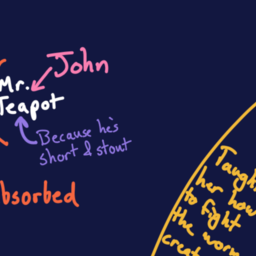 John
Mr.
Teapot
Because he's
short & stout
bsorbed
Taught
her how
to fight
the worm
creat